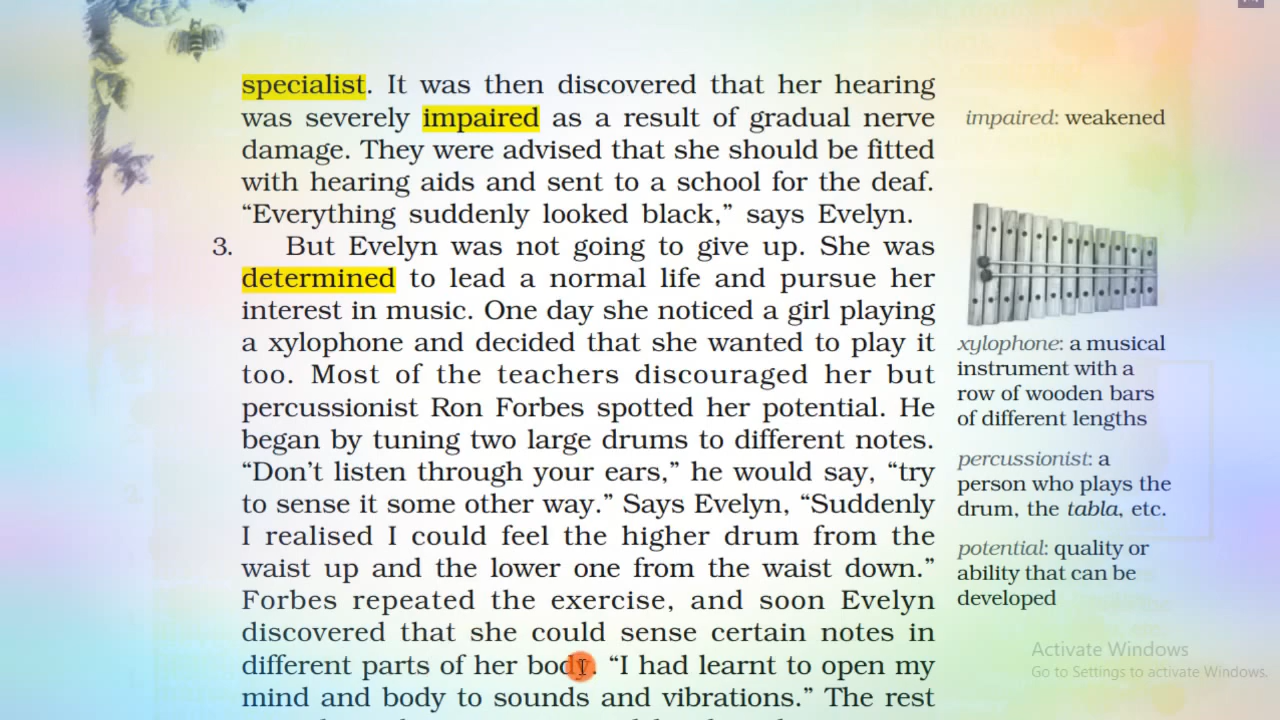 specialist. It was then discovered that her hearing
was severely impaired as a result of gradual nerve
damage. They were advised that she should be fitted
with hearing aids and sent to a school for the deaf.
“Everything suddenly looked black,” says Evelyn.
3. But Evelyn was not going to give up. She was
determined to lead a normal life and pursue her
interest in music. One day she noticed a girl playing
a xylophone and decided that she wanted to play it
too. Most of the teachers discouraged her but
percussionist Ron Forbes spotted her potential. He
began by tuning two large drums to different notes.
“Don’t listen through your ears,” he would say, “try
to sense it some other way.” Says Evelyn, “Suddenly
I realised I could feel the higher drum from the
waist up and the lower one from the waist down.”
Forbes repeated the exercise, and soon Evelyn
discovered that she could sense certain notes in
different parts of her body. “I had learnt to open my
mind and body to sounds and vibrations.” The rest
impaired: weakened
xylophone: a musical
instrument with a
row of wooden bars
of different lengths
percussionist: a
person who plays the
drum, the tabla, etc.
potential: quality or
ability that can be
developed
Activate Windows
Go to Settings to activate Windows.